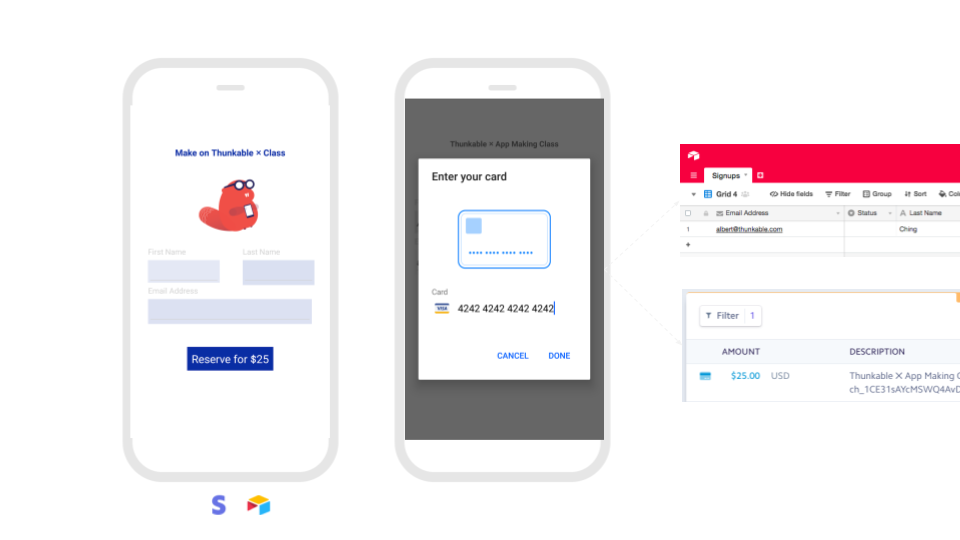 Make on Thunkable × Class
First Name
Last Name
Email Address
Reserve for $25
Thunkable × App Making Class
Enter your card
Card
VISA
4242 4242 4242 4242
CANCEL
DONE
Signups
Grid 4
Hide fields
Filter
Group
Sort
Colo
Email Address
Status
A Last Name
1
albert@thunkable.com
Ching
+
Filter
1
AMOUNT
DESCRIPTION
$25.00 USD
Thunkable × App Making C
ch_1CE31sAYcMSWQ4AvD
S